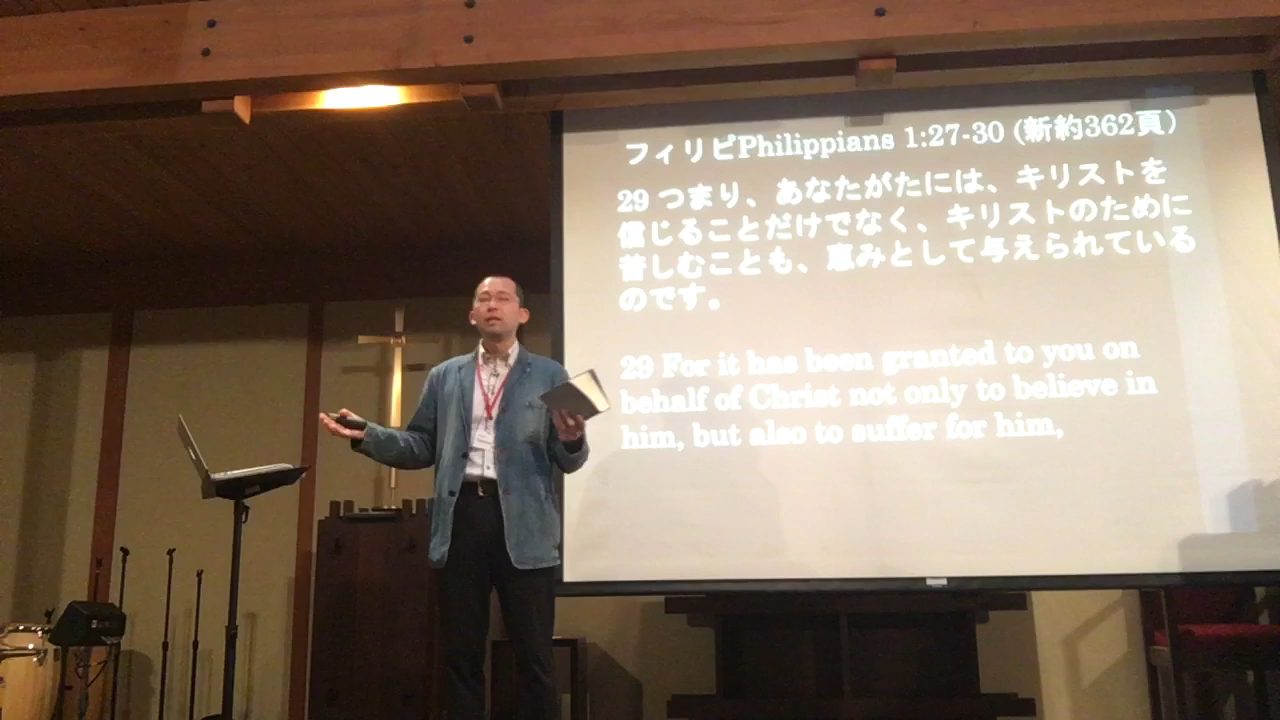 フィリピPhilippians 1:27-30 (新約362頁)
29 つまり、あなたがたには、キリストを
信じることだけでなく、キリストのために
苦しむことも、恵みとして与えられている
のです。
29 For it has been granted to you on
behalf of Christ not only to believe in
him, but also to suffer for him,